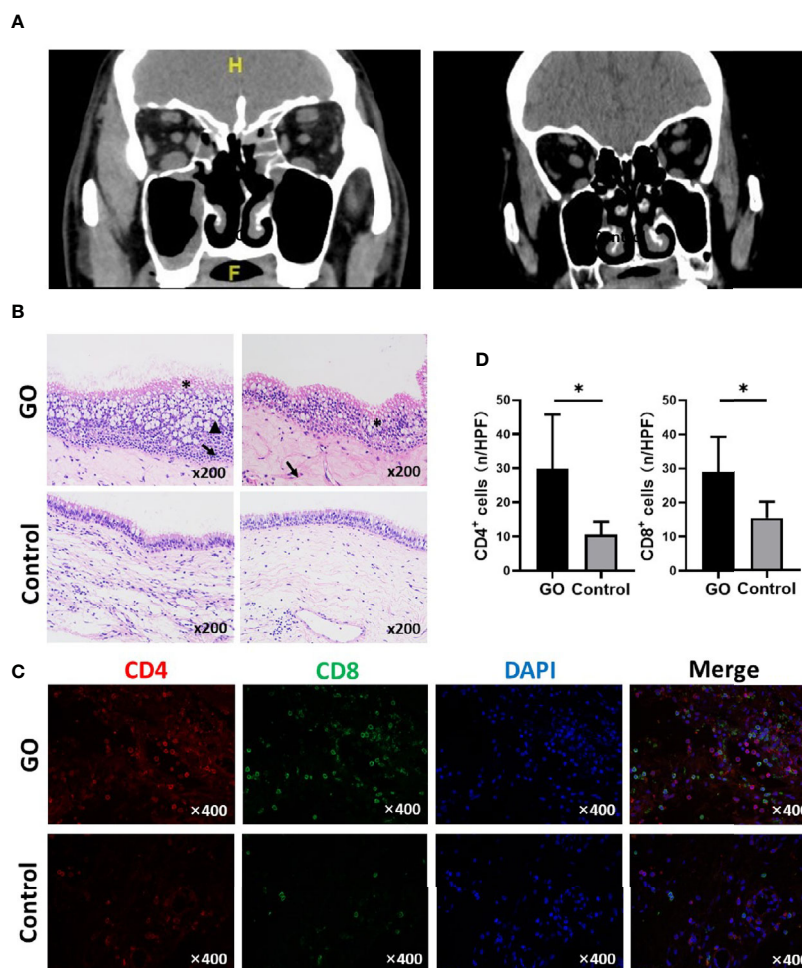 A
H
F
B
GO
*
x200
*
x200
Control
x200
x200
D
*
CD4+ cells (n/HPF)
50
40
30
20
10
0
GO Control
*
CD8+ cells (n/HPF)
50
40
30
20
10
0
GO Control
C
CD4 CD8 DAPI Merge
GO
×400 ×400 ×400 ×400
Control
×400 ×400 ×400 ×400